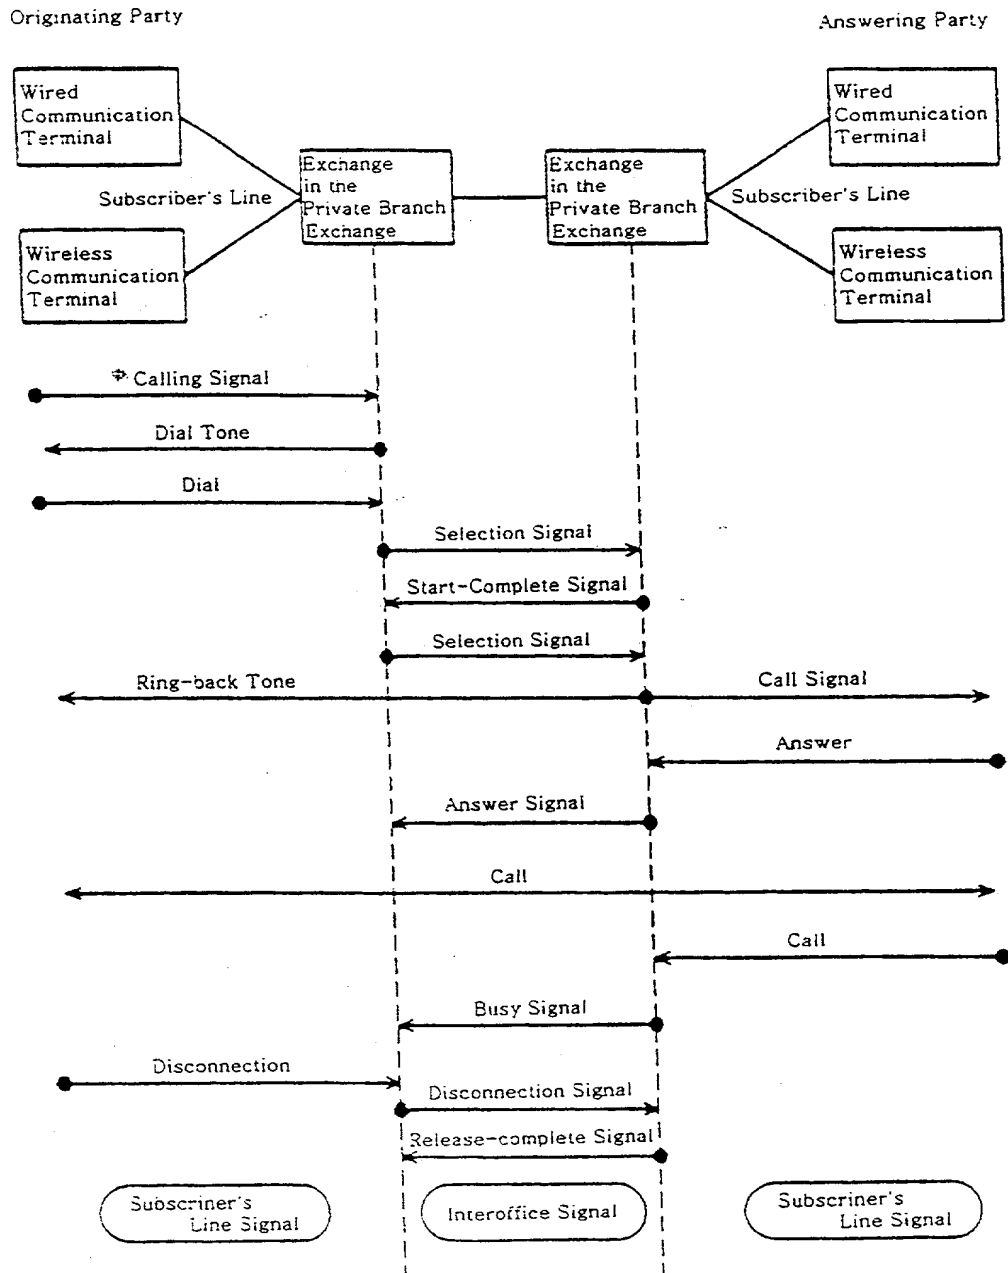 Originating Party
Answering Party
Wired
Communication
Terminal
Wired
Communication
Terminal
Exchange
in the
Private Branch
Exchange
Exchange
in the
Private Branch
Exchange
Subscriber's Line
Subscriber's Line
Wireless
Communication
Terminal
Wireless
Communication
Terminal
Calling Signal
Dial Tone
Dial
Selection Signal
Start-Complete Signal
Selection Signal
Ring-back Tone
Call Signal
Answer
Answer Signal
Call
Call
Busy Signal
Disconnection
Disconnection Signal
Release-complete Signal
Subscriner's
Line Signal
Interoffice Signal
Subscriner's
Line Signal